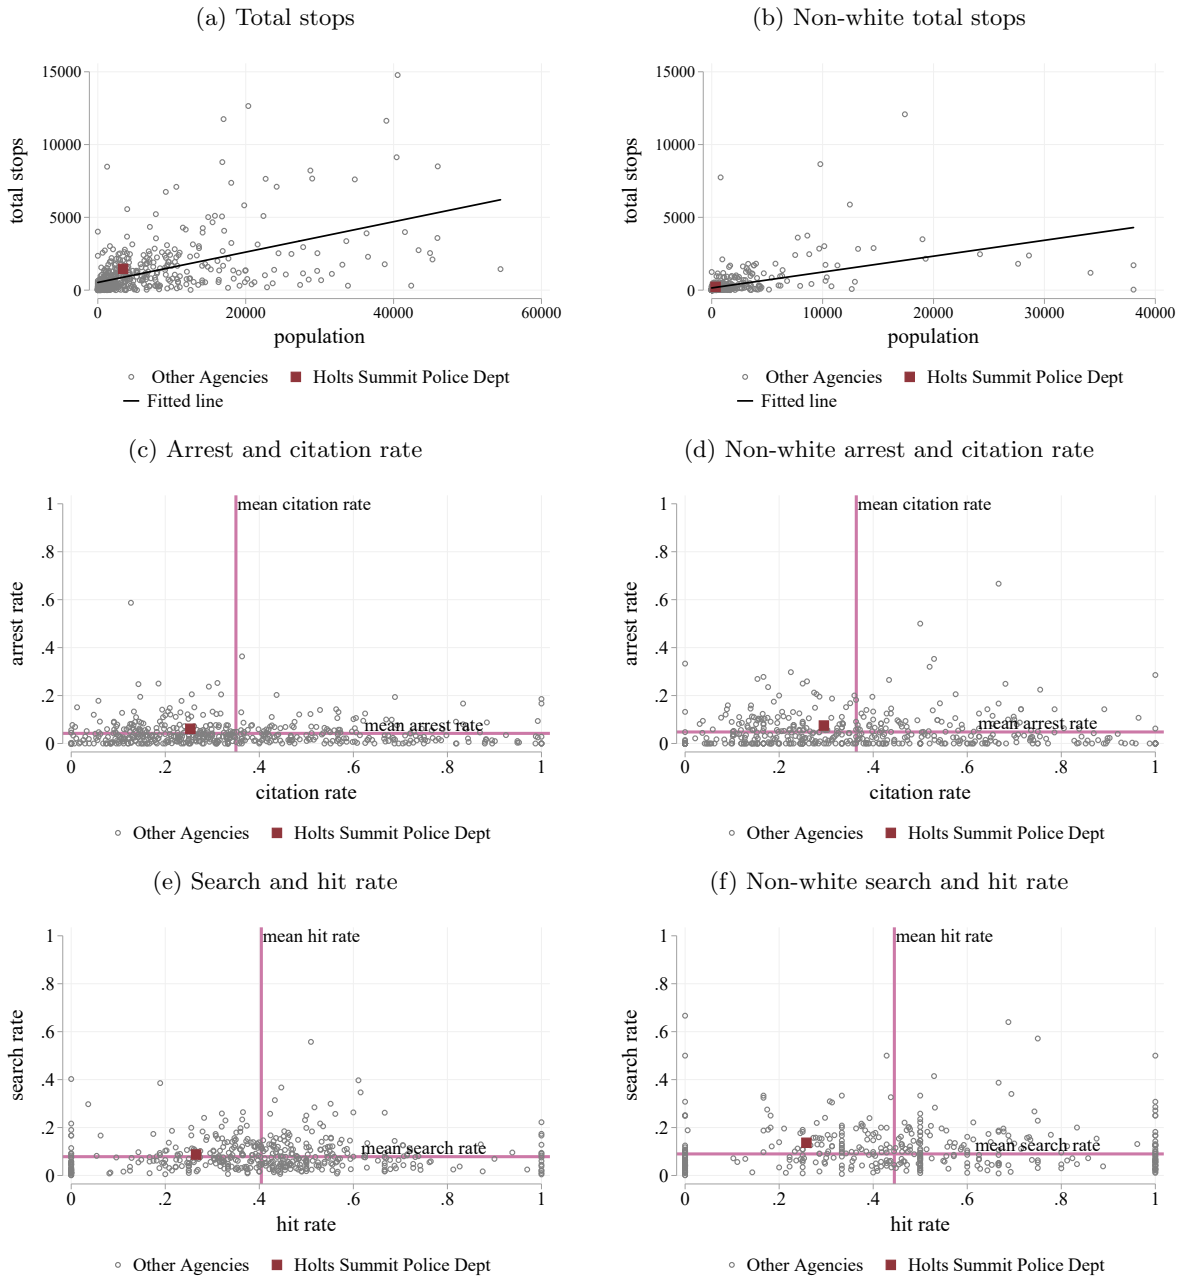 (a) Total stops
(b) Non-white total stops
total stops
15000
10000
5000
0
0 20000 40000 60000
population
Other Agencies Holts Summit Police Dept
Fitted line
total stops
15000
10000
5000
0
0 10000 20000 30000 40000
population
Other Agencies Holts Summit Police Dept
Fitted line
(c) Arrest and citation rate
(d) Non-white arrest and citation rate
arrest rate
1
.8
.6
.4
.2
0
mean citation rate
mean arrest rate
0 .2 .4 .6 .8 1
citation rate
Other Agencies Holts Summit Police Dept
arrest rate
1
.8
.6
.4
.2
0
mean citation rate
mean arrest rate
0 .2 .4 .6 .8 1
citation rate
Other Agencies Holts Summit Police Dept
(e) Search and hit rate
(f) Non-white search and hit rate
search rate
1
.8
.6
.4
.2
0
mean hit rate
mean search rate
0 .2 .4 .6 .8 1
hit rate
Other Agencies Holts Summit Police Dept
search rate
1
.8
.6
.4
.2
0
mean hit rate
mean search rate
0 .2 .4 .6 .8 1
hit rate
Other Agencies Holts Summit Police Dept